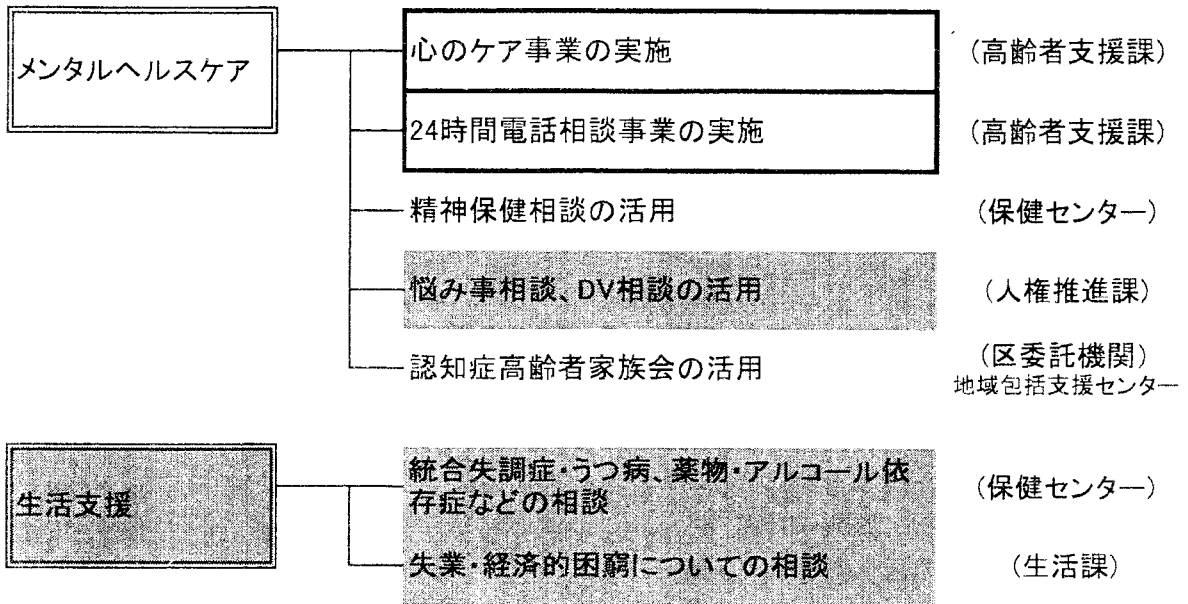 メンタルヘルスケア
心のケア事業の実施
(高齢者支援課)
24時間電話相談事業の実施
(高齢者支援課)
精神保健相談の活用
(保健センター)
悩み事相談、DV相談の活用
(人権推進課)
認知症高齢者家族会の活用
(区委託機関)
地域包括支援センター
生活支援
統合失調症・うつ病、薬物・アルコール依
存症などの相談
(保健センター)
失業・経済的困窮についての相談
(生活課)